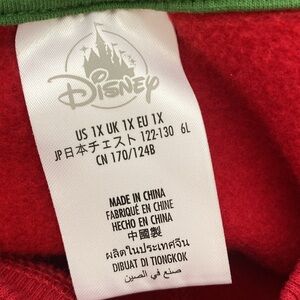 Disney
US 1X UK 1X EU 1X
JP日本チェスト 122-130 6L
CN 170/124B
MADE IN CHINA
FABRIQUÉ EN CHINE
HECHO EN CHINA
中國製
ผลิตในประเทศจีน
DIBUAT DI TIONGKOK
صنع في الصين